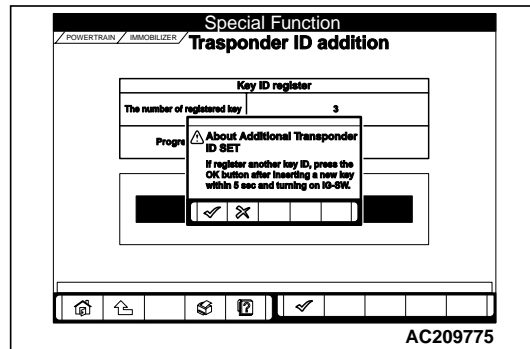 Special Function
POWERTRAIN IMMOBILIZER
Trasponder ID addition
Key ID register
The number of registered key 3
Progre
About Additional Transponder
ID SET
If register another key ID, press the
OK button after inserting a new key
within 5 sec and turning on IG-SW.
AC209775